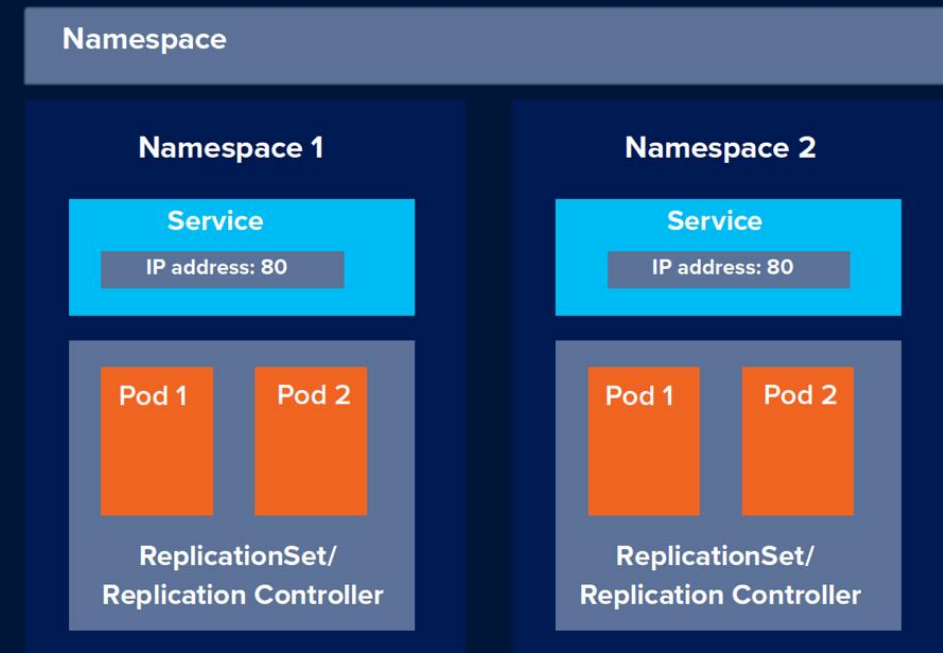 Namespace
Namespace 1
Service
IP address: 80
Pod 1
Pod 2
ReplicationSet/
Replication Controller
Namespace 2
Service
IP address: 80
Pod 1
Pod 2
ReplicationSet/
Replication Controller